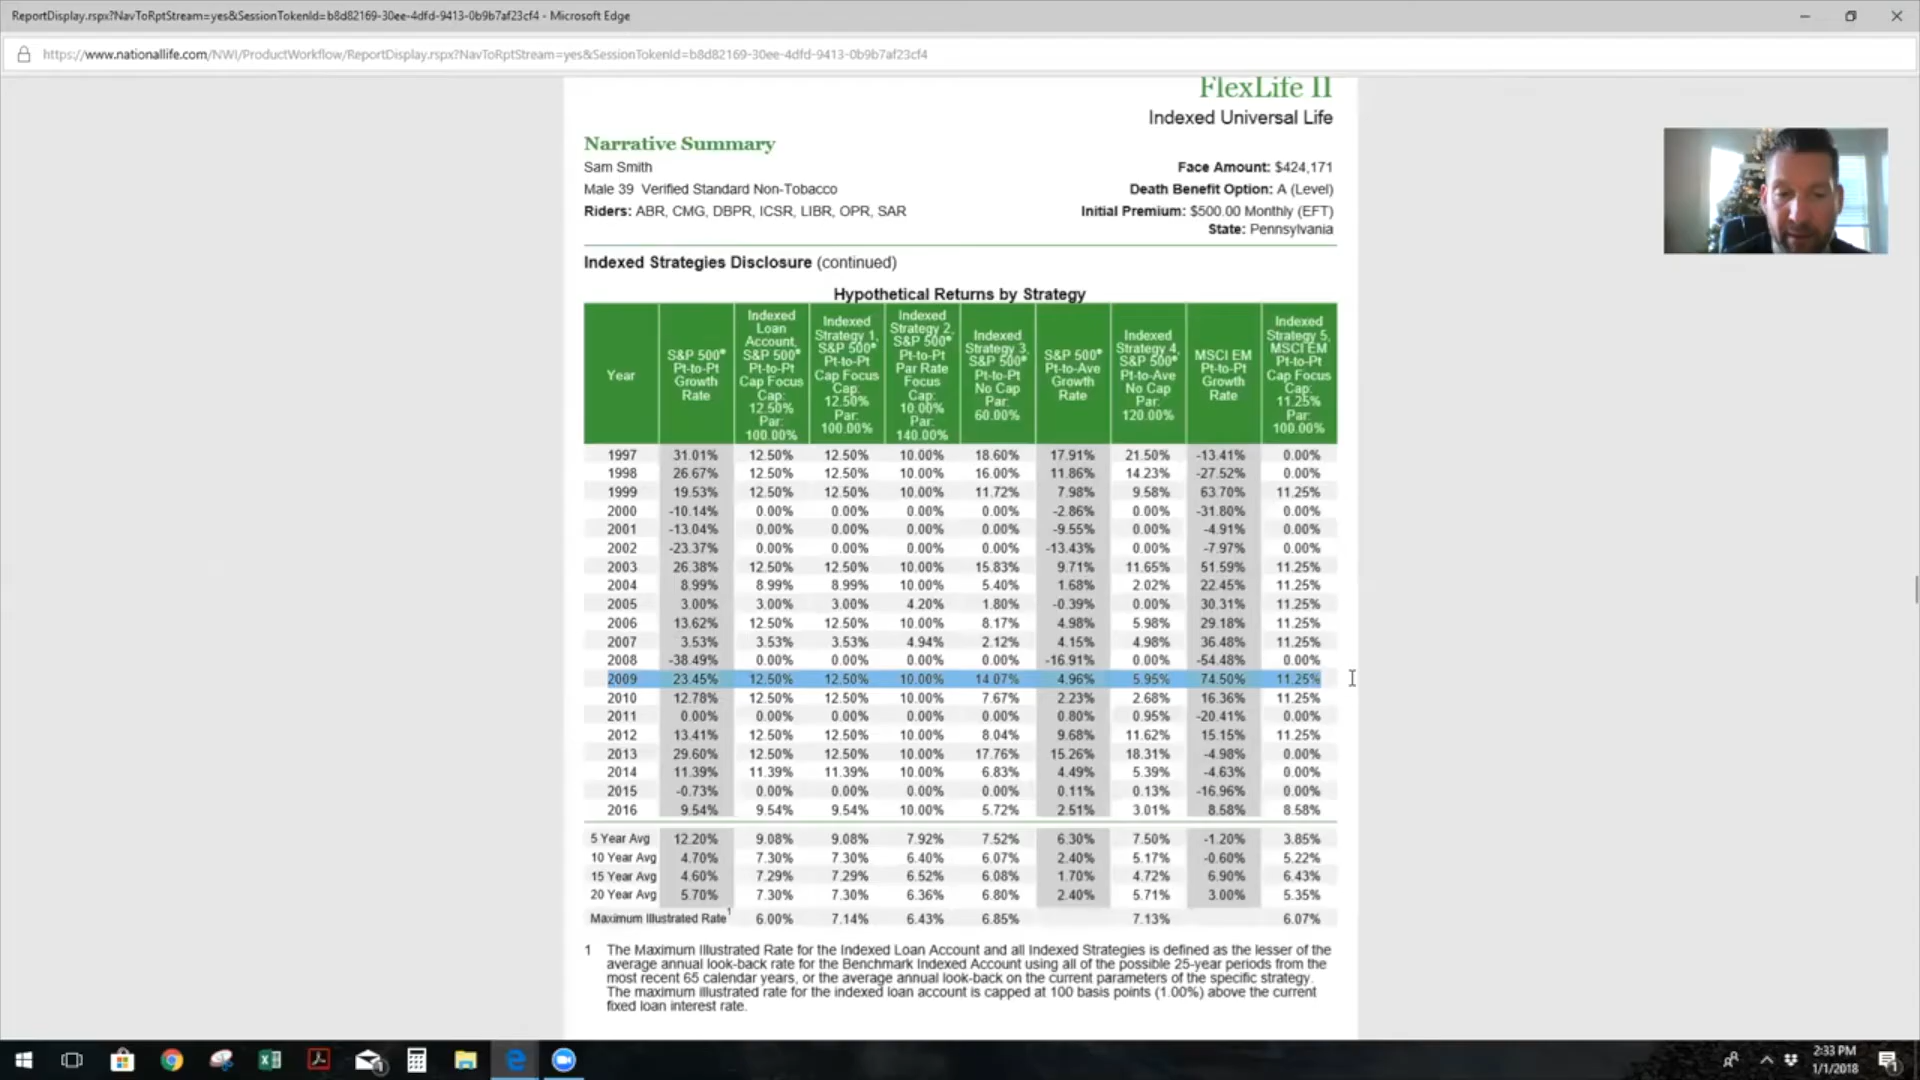 ReportDisplay.rspx?NavToRptStream=yes&SessionTokenId=b8d82169-30ee-4dfd-9413-0b9b7af23cf4 - Microsoft Edge
https://www.nationallife.com/NWI/ProductWorkflow/ReportDisplay.rspx?NavToRptStream=yes&SessionTokenId=b8d82169-30ee-4dfd-9413-0b9b7af23cf4
FlexLife II
Indexed Universal Life
Narrative Summary
Sam Smith
Face Amount: $424,171
Male 39 Verified Standard Non-Tobacco
Death Benefit Option: A (Level)
Riders: ABR, CMG, DBPR, ICSR, LIBR, OPR, SAR
Initial Premium: $500.00 Monthly (EFT)
State: Pennsylvania
Indexed Strategies Disclosure (continued)
Hypothetical Returns by Strategy
Year
S&P 500®
Pt-to-Pt
Growth
Rate
Indexed
Loan
Account,
S&P 500®
Pt-to-Pt
Cap Focus
Cap:
12.50%
Par:
100.00%
Indexed
Strategy 1,
S&P 500®
Pt-to-Pt
Cap Focus
Cap:
12.50%
Par:
100.00%
Indexed
Strategy 2,
S&P 500®
Pt-to-Pt
Par Rate
Focus
Cap:
10.00%
Par:
140.00%
Indexed
Strategy 3,
S&P 500®
Pt-to-Pt
No Cap
Par:
60.00%
S&P 500®
Pt-to-Ave
Growth
Rate
Indexed
Strategy 4,
S&P 500®
Pt-to-Ave
No Cap
Par:
120.00%
MSCI EM
Pt-to-Pt
Growth
Rate
Indexed
Strategy 5,
MSCI EM
Pt-to-Pt
Cap Focus
Cap:
11.25%
Par:
100.00%
1997 31.01% 12.50% 12.50% 10.00% 18.60% 17.91% 21.50% -13.41% 0.00%
1998 26.67% 12.50% 12.50% 10.00% 16.00% 11.86% 14.23% -27.52% 0.00%
1999 19.53% 12.50% 12.50% 10.00% 11.72% 7.98% 9.58% 63.70% 11.25%
2000 -10.14% 0.00% 0.00% 0.00% 0.00% -2.86% 0.00% -31.80% 0.00%
2001 -13.04% 0.00% 0.00% 0.00% 0.00% -9.55% 0.00% -4.91% 0.00%
2002 -23.37% 0.00% 0.00% 0.00% 0.00% -13.43% 0.00% -7.97% 0.00%
2003 26.38% 12.50% 12.50% 10.00% 15.83% 9.71% 11.65% 51.59% 11.25%
2004 8.99% 8.99% 8.99% 10.00% 5.40% 1.68% 2.02% 22.45% 11.25%
2005 3.00% 3.00% 3.00% 4.20% 1.80% -0.39% 0.00% 30.31% 11.25%
2006 13.62% 12.50% 12.50% 10.00% 8.17% 4.98% 5.98% 29.18% 11.25%
2007 3.53% 3.53% 3.53% 4.94% 2.12% 4.15% 4.98% 36.48% 11.25%
2008 -38.49% 0.00% 0.00% 0.00% 0.00% -16.91% 0.00% -54.48% 0.00%
2009 23.45% 12.50% 12.50% 10.00% 14.07% 4.96% 5.95% 74.50% 11.25%
2010 12.78% 12.50% 12.50% 10.00% 7.67% 2.23% 2.68% 16.36% 11.25%
2011 0.00% 0.00% 0.00% 0.00% 0.00% 0.80% 0.95% -20.41% 0.00%
2012 13.41% 12.50% 12.50% 10.00% 8.04% 9.68% 11.62% 15.15% 11.25%
2013 29.60% 12.50% 12.50% 10.00% 17.76% 15.26% 18.31% -4.98% 0.00%
2014 11.39% 11.39% 11.39% 10.00% 6.83% 4.49% 5.39% -4.63% 0.00%
2015 -0.73% 0.00% 0.00% 0.00% 0.00% 0.11% 0.13% -16.96% 0.00%
2016 9.54% 9.54% 9.54% 10.00% 5.72% 2.51% 3.01% 8.58% 8.58%
5 Year Avg 12.20% 9.08% 9.08% 7.92% 7.52% 6.30% 7.50% -1.20% 3.85%
10 Year Avg 4.70% 7.30% 7.30% 6.40% 6.07% 2.40% 5.17% -0.60% 5.22%
15 Year Avg 4.60% 7.29% 7.29% 6.52% 6.08% 1.70% 4.72% 6.90% 6.43%
20 Year Avg 5.70% 7.30% 7.30% 6.36% 6.80% 2.40% 5.71% 3.00% 5.35%
Maximum Illustrated Rate1 6.00% 7.14% 6.43% 6.85% 7.13% 6.07%
1 The Maximum Illustrated Rate for the Indexed Loan Account and all Indexed Strategies is defined as the lesser of the
average annual look-back rate for the Benchmark Indexed Account using all of the possible 25-year periods from the
most recent 65 calendar years, or the average annual look-back on the current parameters of the specific strategy.
The maximum illustrated rate for the indexed loan account is capped at 100 basis points (1.00%) above the current
fixed loan interest rate.
2:33 PM
1/1/2018